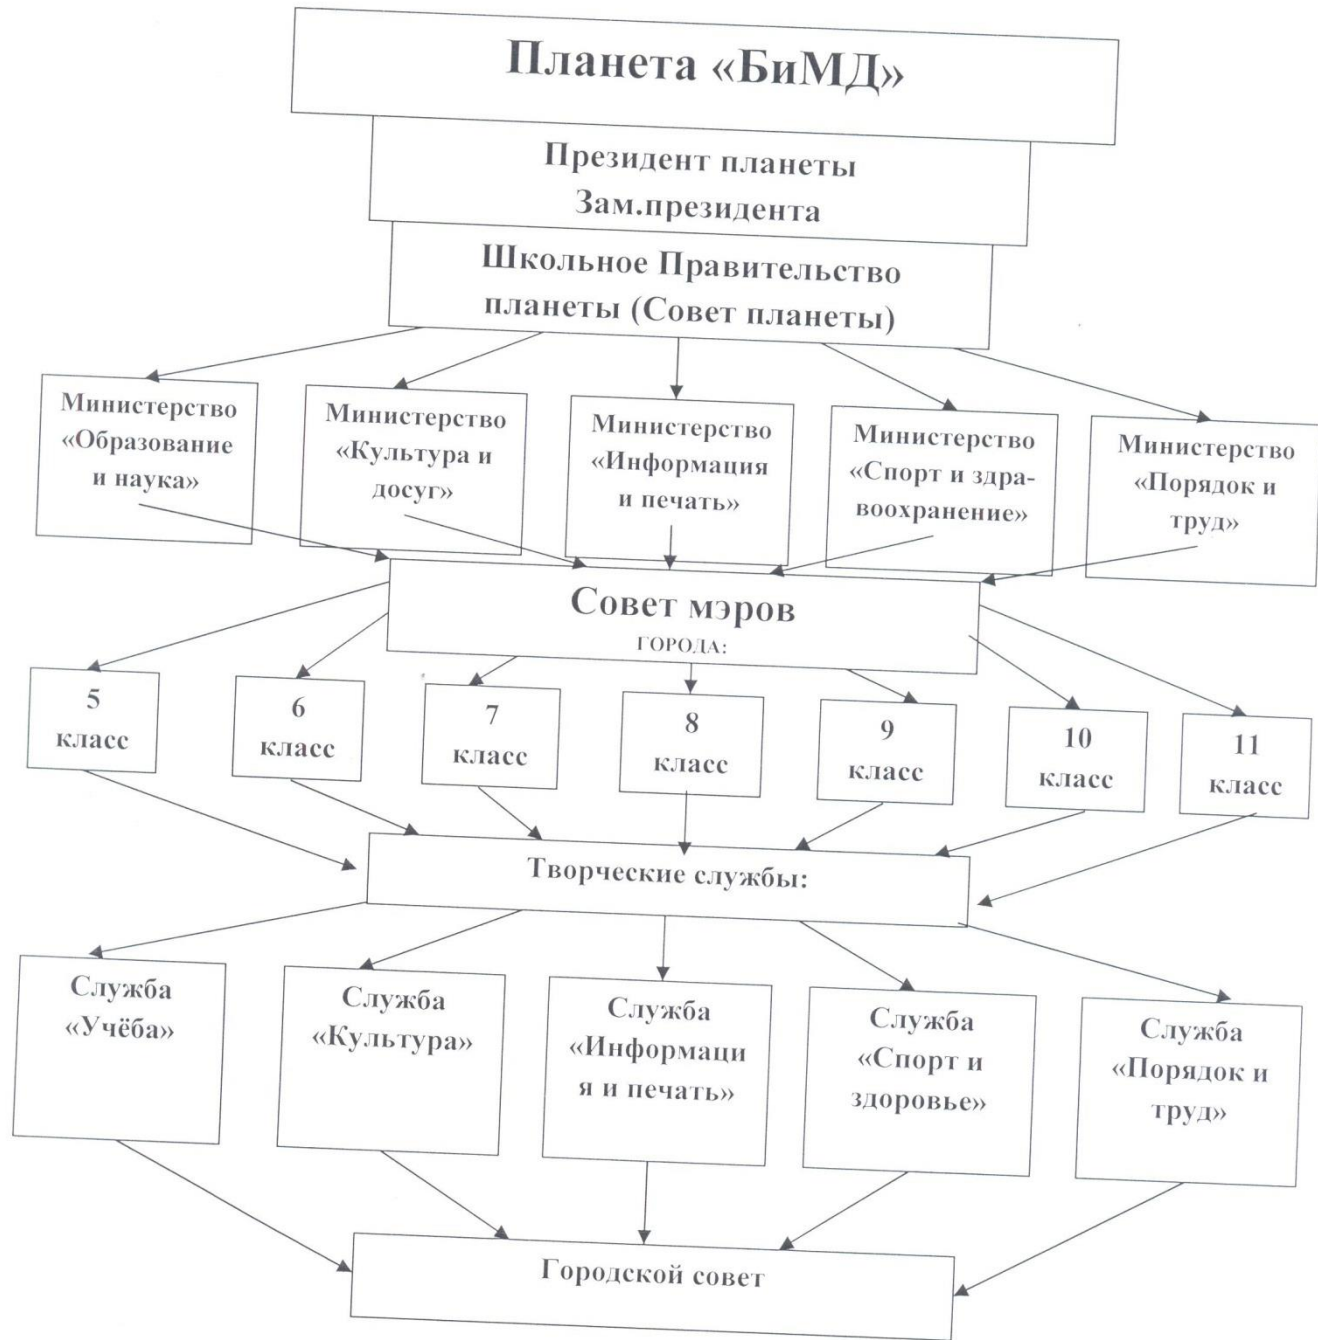 Планета «БиМД»
Президент планеты
Зам.президента
Школьное Правительство
планеты (Совет планеты)
Министерство
«Образование
и наука»
Министерство
«Культура и
досуг»
Министерство
«Информация
и печать»
Министерство
«Спорт и здра-
воохранение»
Министерство
«Порядок и
труд»
Совет мэров
ГОРОДА:
5
класс
6
класс
7
класс
8
класс
9
класс
10
класс
11
класс
Творческие службы:
Служба
«Учёба»
Служба
«Культура»
Служба
«Информаци
я и печать»
Служба
«Спорт и
здоровье»
Служба
«Порядок и
труд»
Городской совет